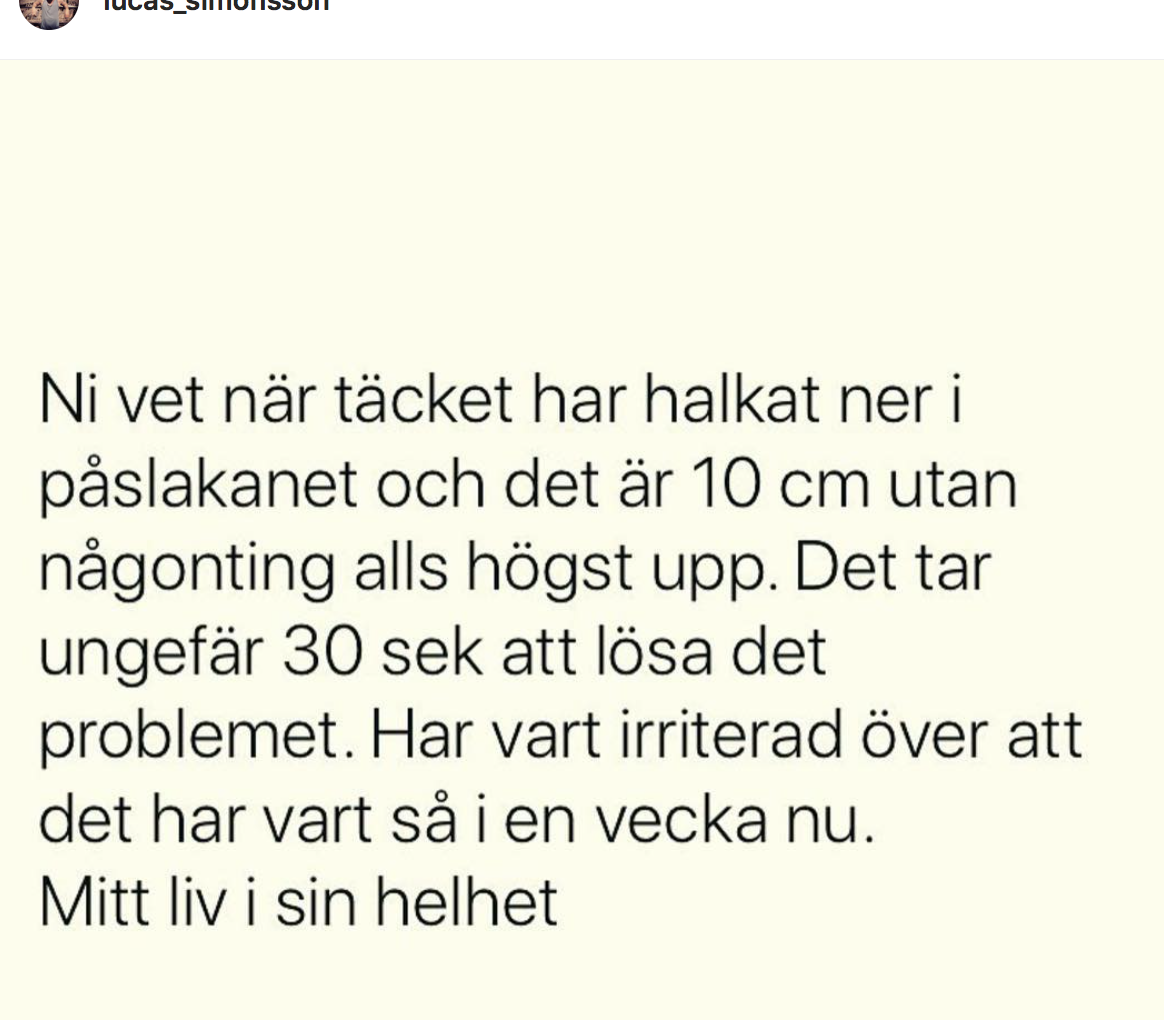 lucas_simonsson
Ni vet när täcket har halkat ner i
påslakanet och det är 10 cm utan
någonting alls högst upp. Det tar
ungefär 30 sek att lösa det
problemet. Har vart irriterad över att
det har vart så i en vecka nu.
Mitt liv i sin helhet